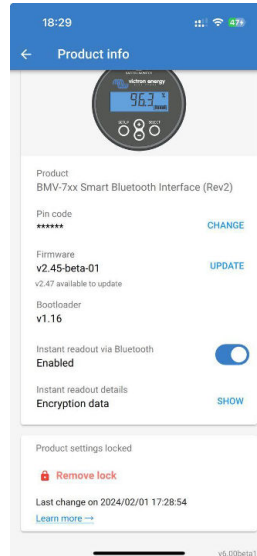 18:29
47
Product info
victron energy
96.3 %
Product
BMV-7xx Smart Bluetooth Interface (Rev2)
Pin code
****** CHANGE
Firmware
v2.45-beta-01 UPDATE
v2.47 available to update
Bootloader
v1.16
Instant readout via Bluetooth
Enabled
Instant readout details
Encryption data SHOW
Product settings locked
Remove lock
Last change on 2024/02/01 17:28:54
Learn more →
v6.00beta1